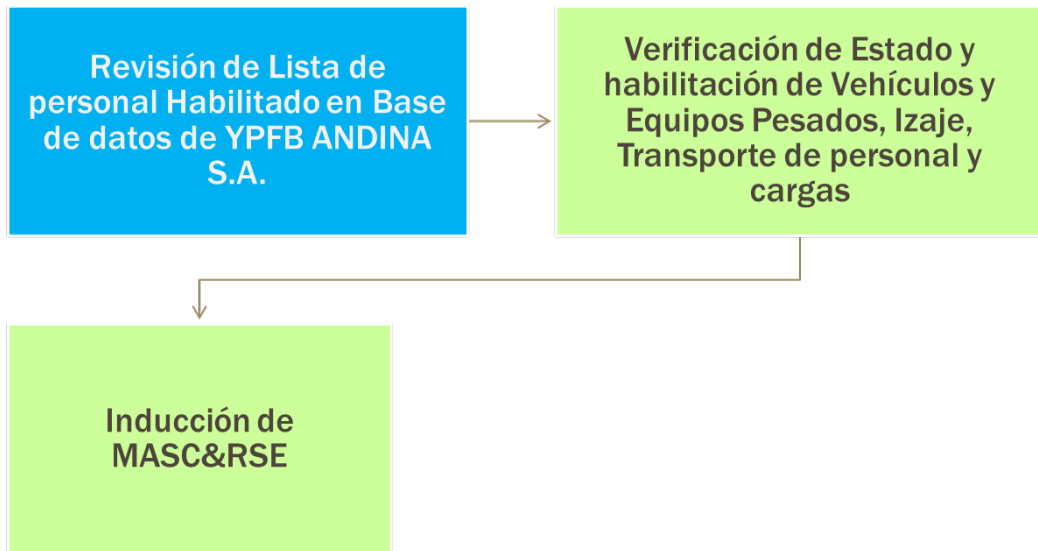 Revisión de Lista de
personal Habilitado en Base
de datos de YPFB ANDINA
S.A.
Verificación de Estado y
habilitación de Vehículos y
Equipos Pesados, Izaje,
Transporte de personal y
cargas
Inducción de
MASC&RSE